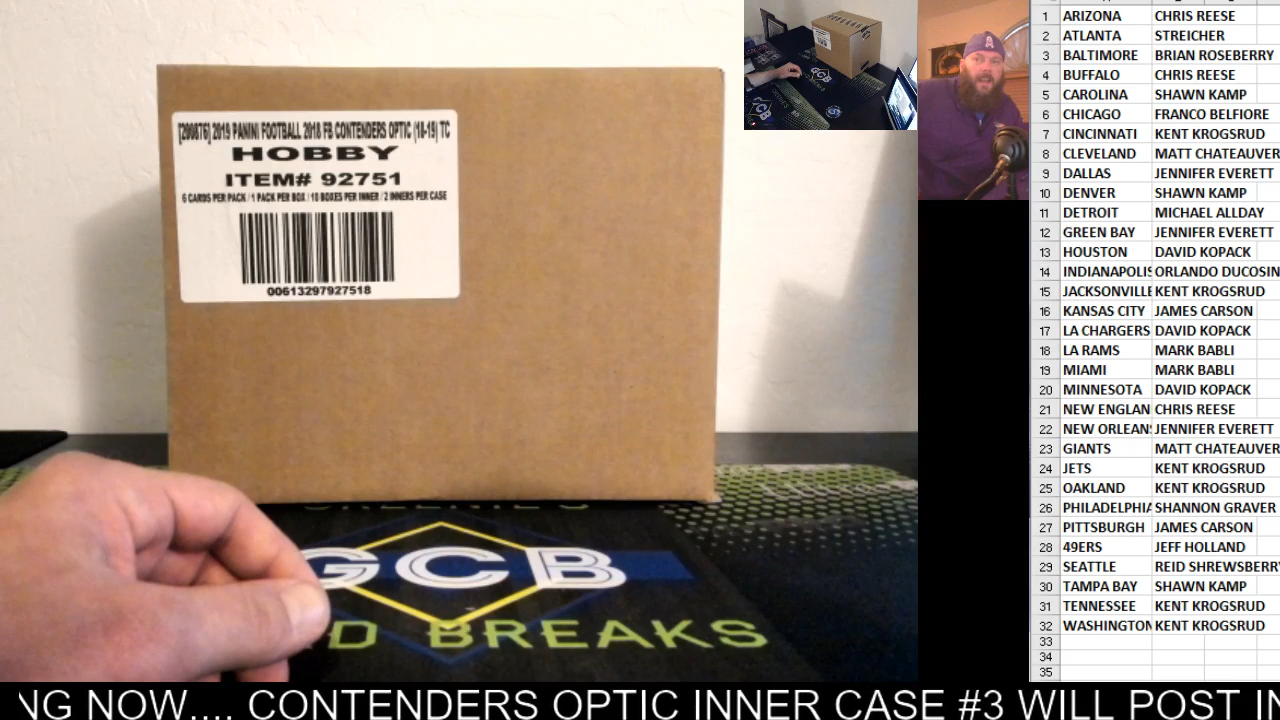 [200876] 2019 PANINI FOOTBALL 2018 FB CONTENDERS OPTIC (18-19) TC
HOBBY
ITEM# 92751
6 CARDS PER PACK / 1 PACK PER BOX / 10 BOXES PER INNER / 2 INNERS PER CASE
00613297927518
GCB
BREAKS
GCB
1 ARIZONA CHRIS REESE
2 ATLANTA STREICHER
3 BALTIMORE BRIAN ROSEBERRY
4 BUFFALO CHRIS REESE
5 CAROLINA SHAWN KAMP
6 CHICAGO FRANCO BELFIORE
7 CINCINNATI KENT KROGSRUD
8 CLEVELAND MATT CHATEAUVER
9 DALLAS JENNIFER EVERETT
10 DENVER SHAWN KAMP
11 DETROIT MICHAEL ALLDAY
12 GREEN BAY JENNIFER EVERETT
13 HOUSTON DAVID KOPACK
14 INDIANAPOLIS ORLANDO DUCOSIN
15 JACKSONVILLE KENT KROGSRUD
16 KANSAS CITY JAMES CARSON
17 LA CHARGERS DAVID KOPACK
18 LA RAMS MARK BABLI
19 MIAMI MARK BABLI
20 MINNESOTA DAVID KOPACK
21 NEW ENGLAN CHRIS REESE
22 NEW ORLEANS JENNIFER EVERETT
23 GIANTS MATT CHATEAUVER
24 JETS KENT KROGSRUD
25 OAKLAND KENT KROGSRUD
26 PHILADELPHIA SHANNON GRAVER
27 PITTSBURGH JAMES CARSON
28 49ERS JEFF HOLLAND
29 SEATTLE REID SHREWSBERRY
30 TAMPA BAY SHAWN KAMP
31 TENNESSEE KENT KROGSRUD
32 WASHINGTON KENT KROGSRUD
33
34
35
NG NOW.... CONTENDERS OPTIC INNER CASE #3 WILL POST IN